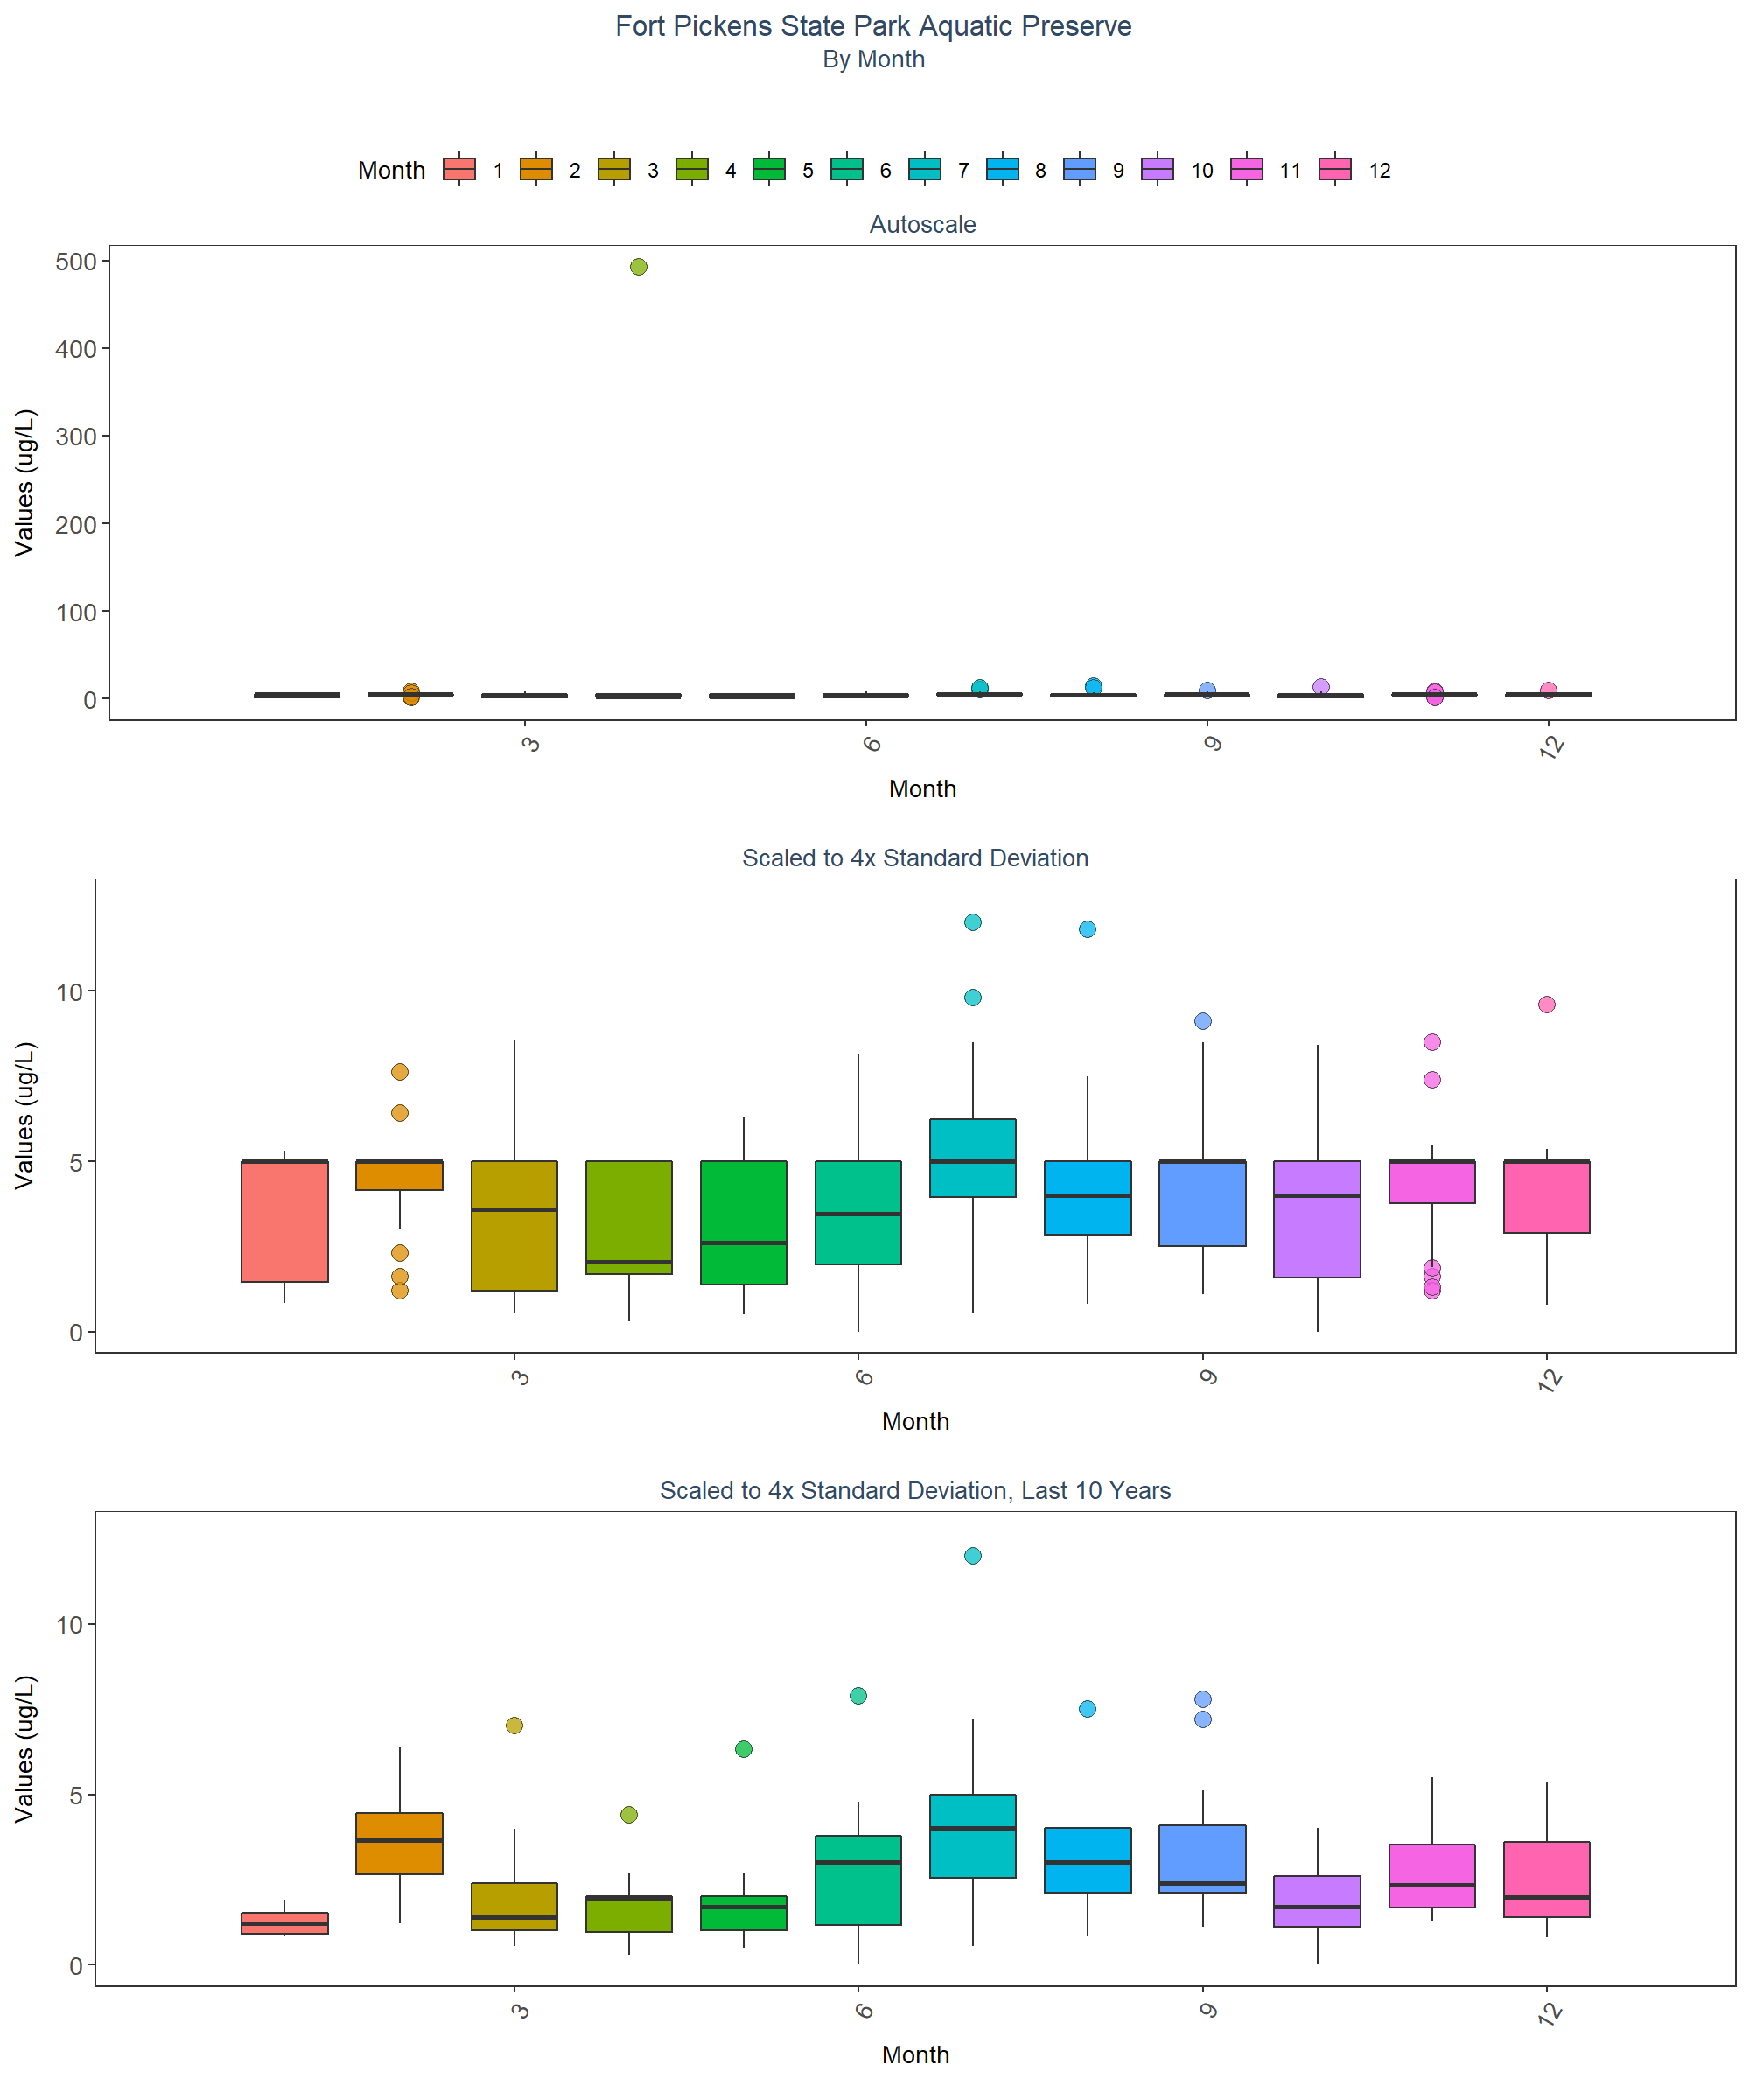 Fort Pickens State Park Aquatic Preserve
By Month
Month 1 2 3 4 5 6 7 8 9 10 11 12
Autoscale
Values (ug/L)
500
400
300
200
100
0
3 6 9 12
Month
Scaled to 4x Standard Deviation
Values (ug/L)
10
5
0
3 6 9 12
Month
Scaled to 4x Standard Deviation, Last 10 Years
Values (ug/L)
10
5
0
3 6 9 12
Month